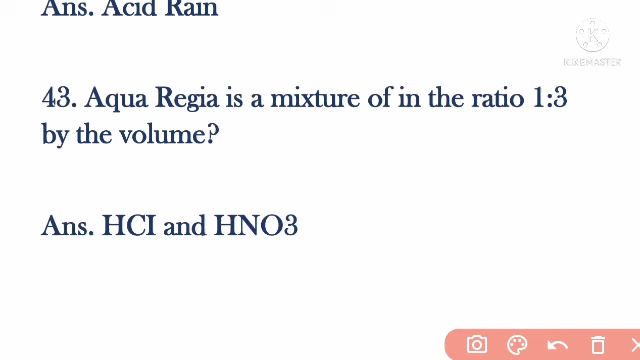 Ans. Acid Rain
K
KINEMASTER
43. Aqua Regia is a mixture of in the ratio 1:3
by the volume?
Ans. HCI and HNO3